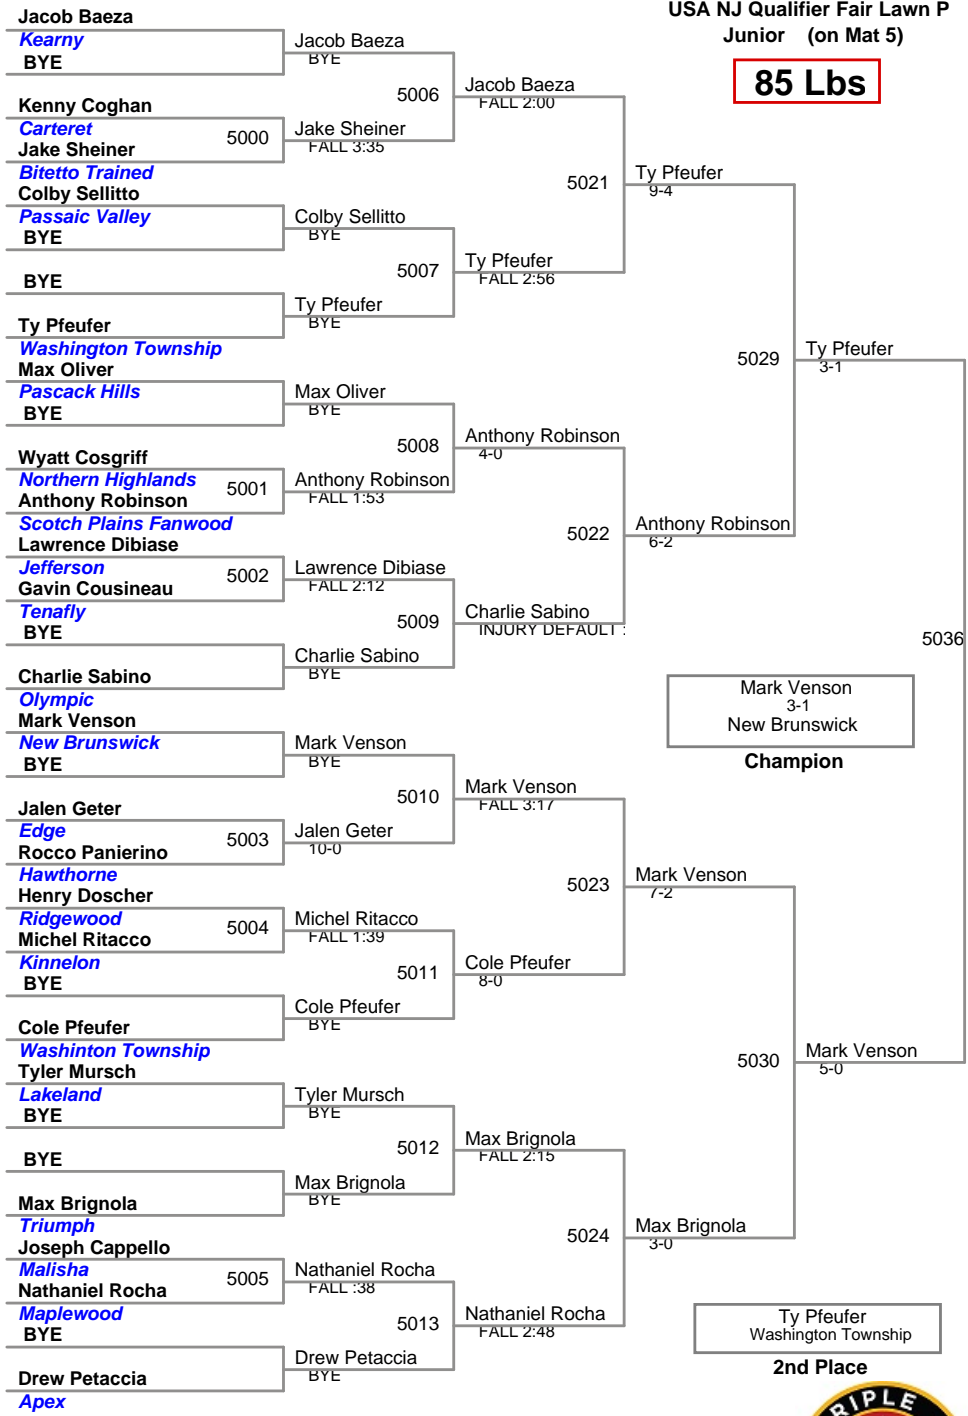 USA NJ Qualifier Fair Lawn P
Junior (on Mat 5)
85 Lbs
Jacob Baeza
Kearny
BYE
Kenny Coghan
Carteret
Jake Sheiner
Bitetto Trained
Colby Sellitto
Passaic Valley
BYE
BYE
Ty Pfeufer
Washington Township
Max Oliver
Pascack Hills
BYE
Wyatt Cosgriff
Northern Highlands
Anthony Robinson
Scotch Plains Fanwood
Lawrence Dibiase
Jefferson
Gavin Cousineau
Tenafly
BYE
Charlie Sabino
Olympic
Mark Venson
New Brunswick
BYE
Jalen Geter
Edge
Rocco Panierino
Hawthorne
Henry Doscher
Ridgewood
Michel Ritacco
Kinnelon
BYE
Cole Pfeufer
Washinton Township
Tyler Mursch
Lakeland
BYE
BYE
Max Brignola
Triumph
Joseph Cappello
Malisha
Nathaniel Rocha
Maplewood
BYE
Drew Petaccia
Apex
5000
5001
5002
5003
5004
5005
Jacob Baeza
BYE
Jake Sheiner
FALL 3:35
Colby Sellitto
BYE
Ty Pfeufer
BYE
Max Oliver
BYE
Anthony Robinson
FALL 1:53
Lawrence Dibiase
FALL 2:12
Charlie Sabino
BYE
Mark Venson
BYE
Jalen Geter
10-0
Michel Ritacco
FALL 1:39
Cole Pfeufer
BYE
Tyler Mursch
BYE
Max Brignola
BYE
Nathaniel Rocha
FALL :38
Drew Petaccia
BYE
5006
5007
5008
5009
5010
5011
5012
5013
Jacob Baeza
FALL 2:00
Ty Pfeufer
FALL 2:56
Anthony Robinson
4-0
Charlie Sabino
INJURY DEFAULT :
Mark Venson
FALL 3:17
Cole Pfeufer
8-0
Max Brignola
FALL 2:15
Nathaniel Rocha
FALL 2:48
5021
5022
5023
5024
Ty Pfeufer
9-4
Anthony Robinson
6-2
Mark Venson
7-2
Max Brignola
3-0
5029
5030
Ty Pfeufer
3-1
Mark Venson
5-0
5036
Mark Venson
3-1
New Brunswick
Champion
Ty Pfeufer
Washington Township
2nd Place
RIPLE